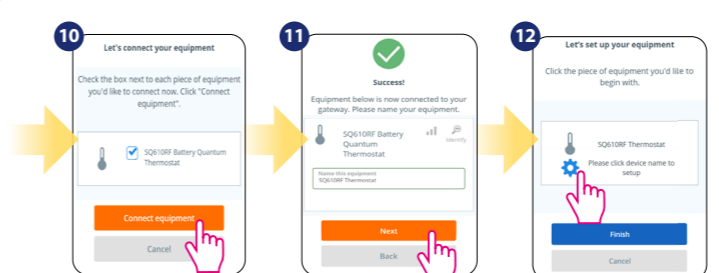 10
Let's connect your equipment
Check the box next to each piece of equipment
you'd like to connect now. Click "Connect
equipment".
SQ610RF Battery Quantum
Thermostat
Connect equipment
Cancel
11
Success!
Equipment below is now connected to your
gateway. Please name your equipment.
SQ610RF Battery
Quantum
Thermostat
Identify
Name this equipment
SQ610RF Thermostat
Next
Back
12
Let's set up your equipment
Click the piece of equipment you'd like to
begin with.
SQ610RF Thermostat
Please click device name to
setup
Finish
Cancel